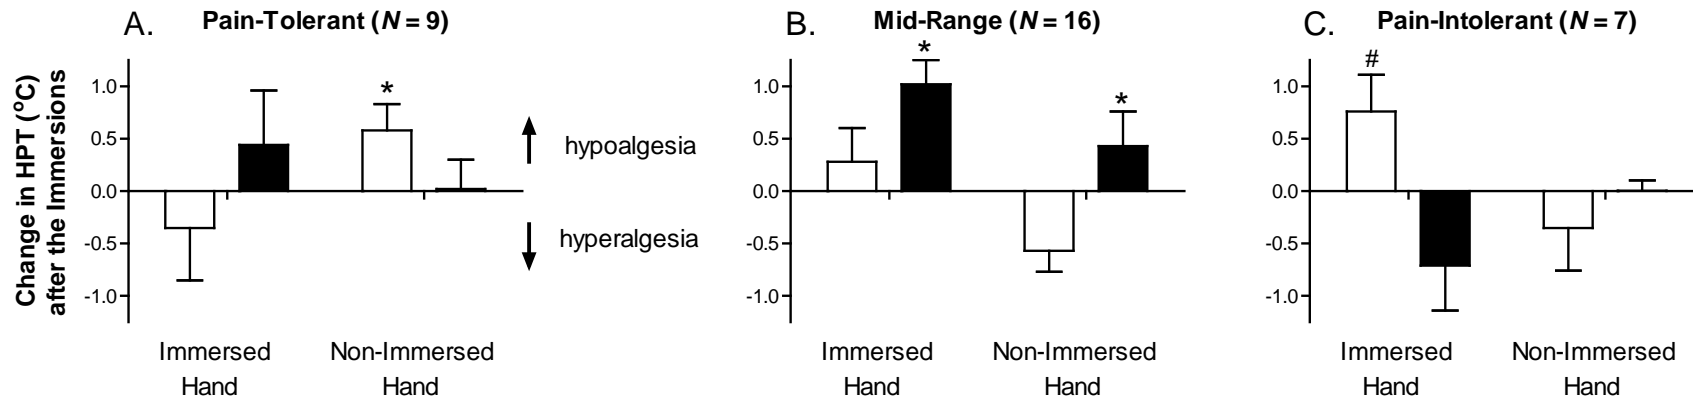 A. Pain-Tolerant (N = 9)
B. Mid-Range (N = 16)
C. Pain-Intolerant (N = 7)
Change in HPT (°C)
after the Immersions
1.0
0.5
0.0
-0.5
-1.0
*
hypoalgesia
hyperalgesia
Immersed
Hand
Non-Immersed
Hand
1.0
0.5
0.0
-0.5
-1.0
*
*
Immersed
Hand
Non-Immersed
Hand
1.0
0.5
0.0
-0.5
-1.0
#
Immersed
Hand
Non-Immersed
Hand